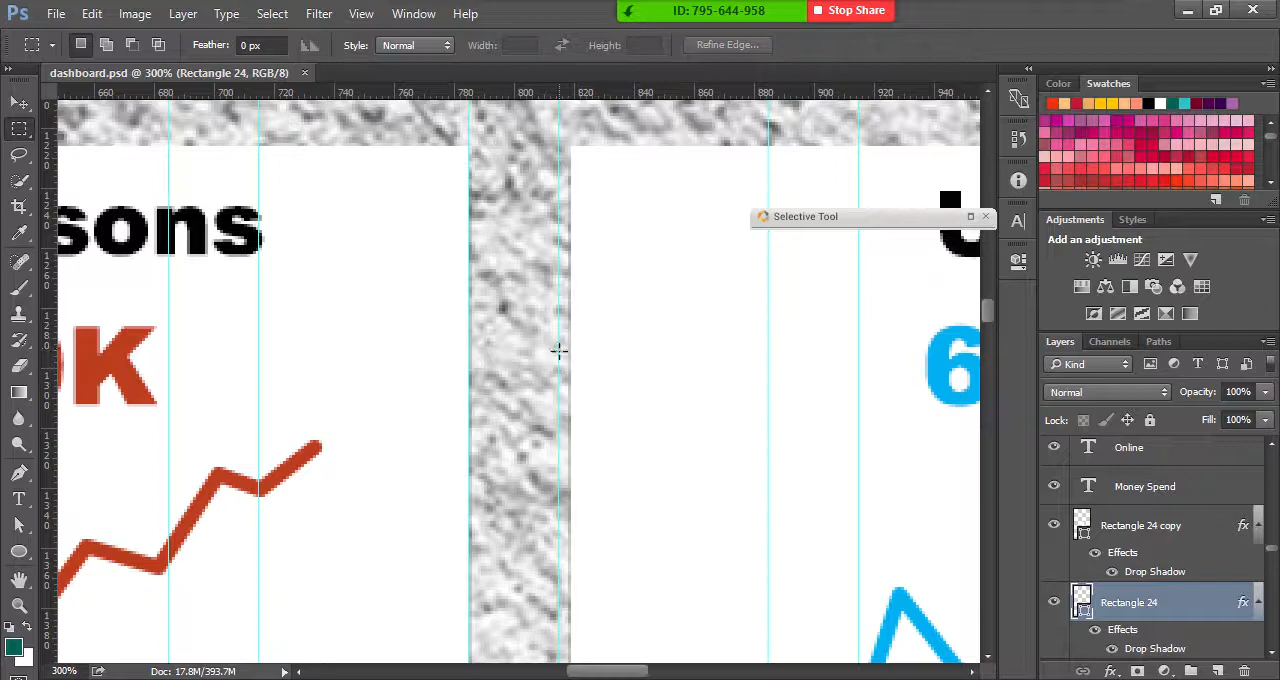 Ps File Edit Image Layer Type Select Filter Analysis View Window Help
ID: 795-644-958 Stop Share
Feather: 0 px Style: Normal Width: Height: Refine Edge...
dashboard.psd @ 300% (Rectangle 24, RGB/8) ×
660 680 700 720 740 760 780 800 820 840 860 880 900 920 940
sons
K
6
Selective Tool
300% Doc: 17.8M/393.7M
Color Swatches
Adjustments Styles
Add an adjustment
Layers Channels Paths
Kind
Normal Opacity: 100%
Lock: Fill: 100%
Online
Money Spend
Rectangle 24 copy fx
Effects
Drop Shadow
Rectangle 24 fx
Effects
Drop Shadow